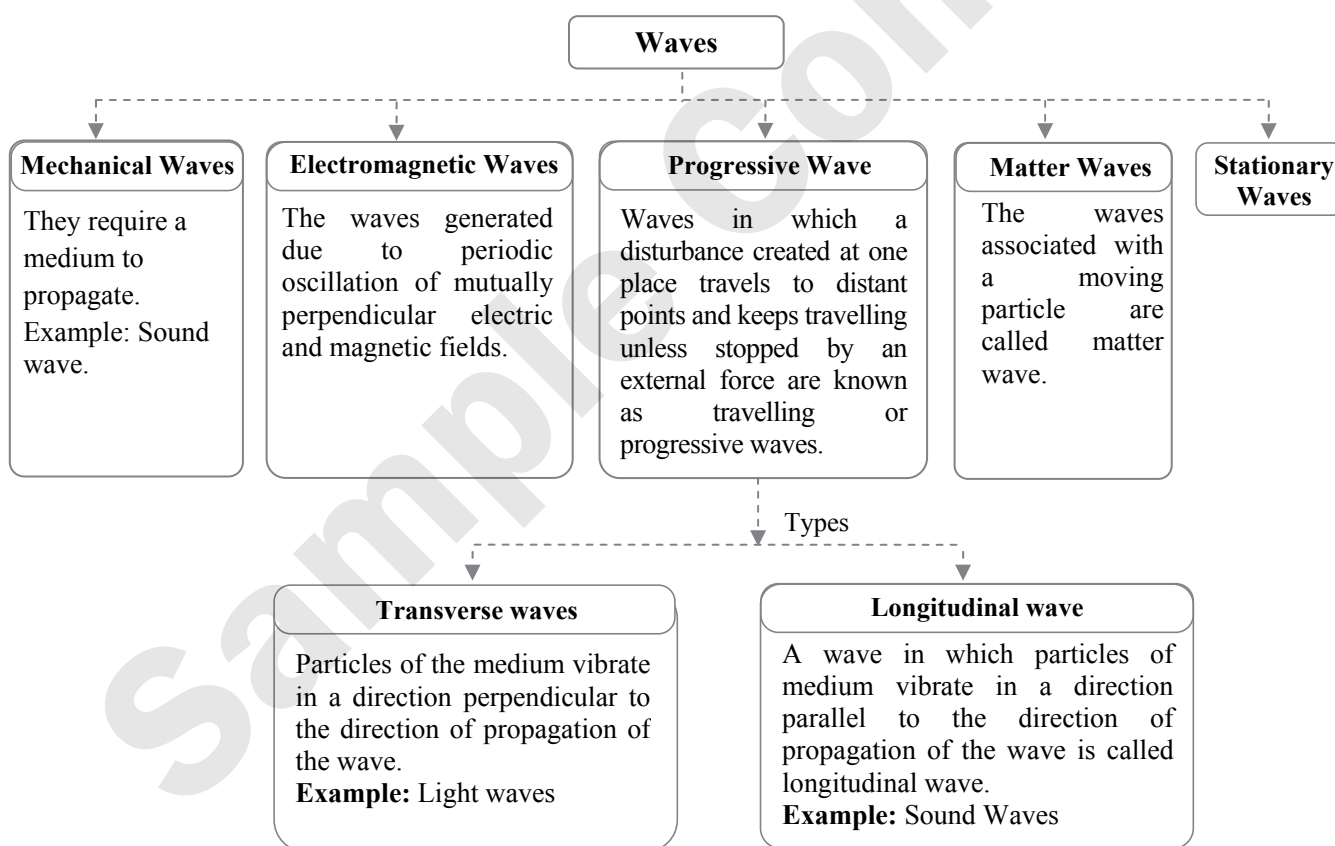 Waves
Mechanical Waves
They require a
medium to
propagate.
Example: Sound
wave.
Electromagnetic Waves
The waves generated
due to periodic
oscillation of mutually
perpendicular electric
and magnetic fields.
Progressive Wave
Waves in which a
disturbance created at one
place travels to distant
points and keeps travelling
unless stopped by an
external force are known
as travelling or
progressive waves.
Matter Waves
The waves
associated with
a moving
particle are
called matter
wave.
Stationary
Waves
Types
Transverse waves
Particles of the medium vibrate
in a direction perpendicular to
the direction of propagation of
the wave.
Example: Light waves
Longitudinal wave
A wave in which particles of
medium vibrate in a direction
parallel to the direction of
propagation of the wave is called
longitudinal wave.
Example: Sound Waves
Sample Con